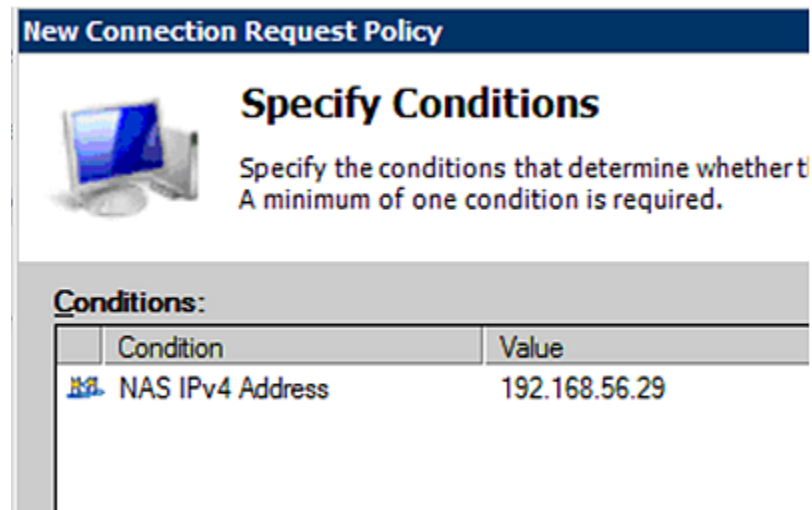 New Connection Request Policy
Specify Conditions
Specify the conditions that determine whether t
A minimum of one condition is required.
Conditions:
Condition Value
NAS IPv4 Address 192.168.56.29